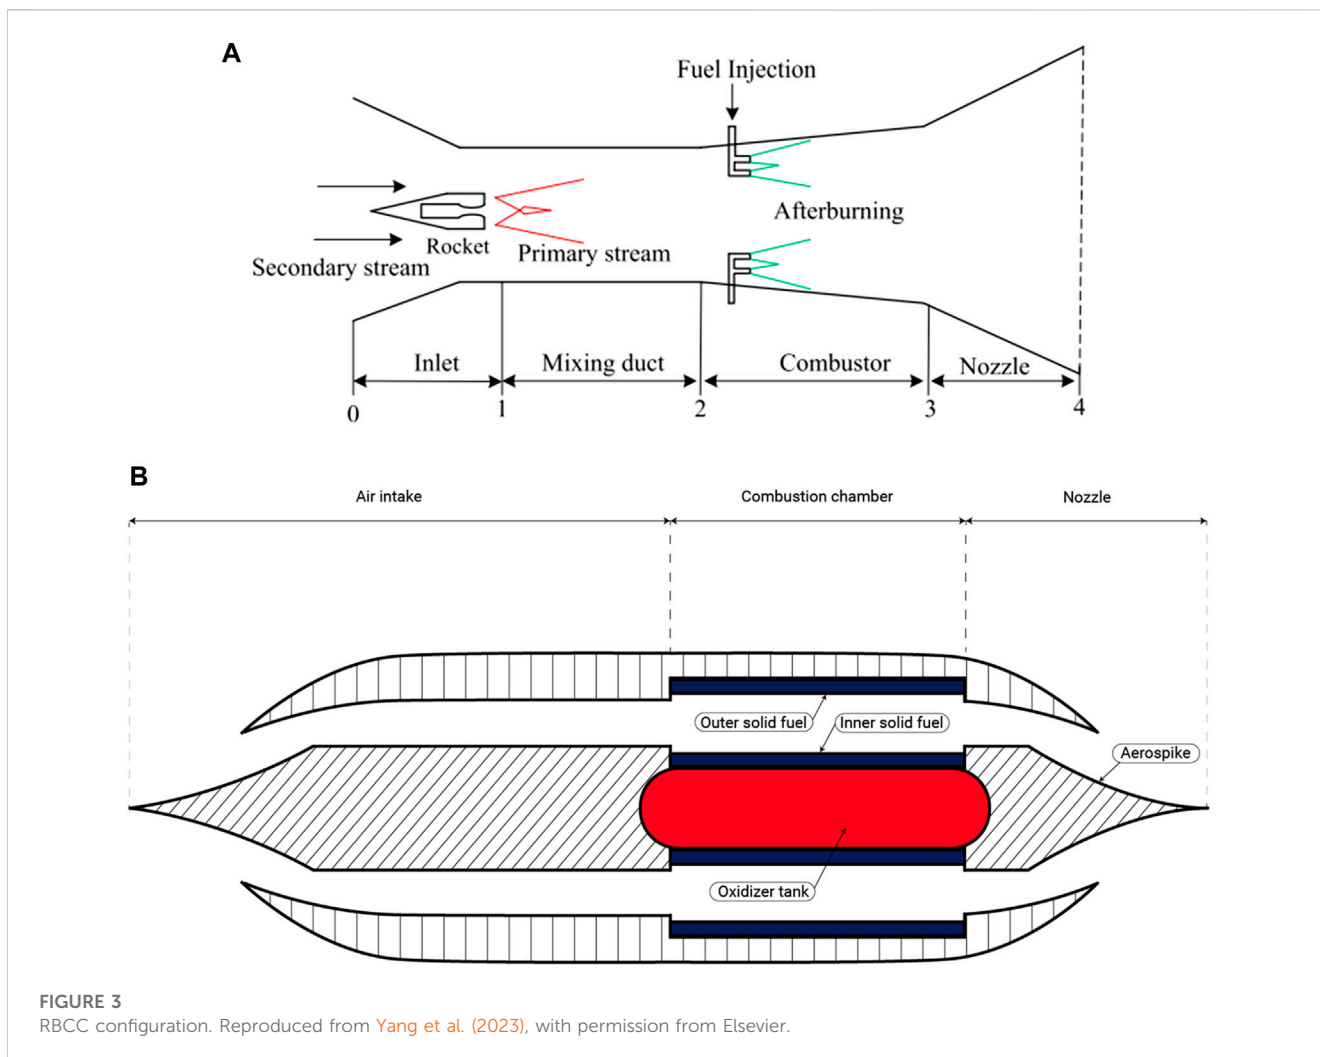 A
Fuel Injection
Afterburning
Rocket
Primary stream
Secondary stream
Inlet
Mixing duct
Combustor
Nozzle
0
1
2
3
4
B
Air intake
Combustion chamber
Nozzle
Outer solid fuel
Inner solid fuel
Aerospike
Oxidizer tank
FIGURE 3
RBCC configuration. Reproduced from Yang et al. (2023), with permission from Elsevier.